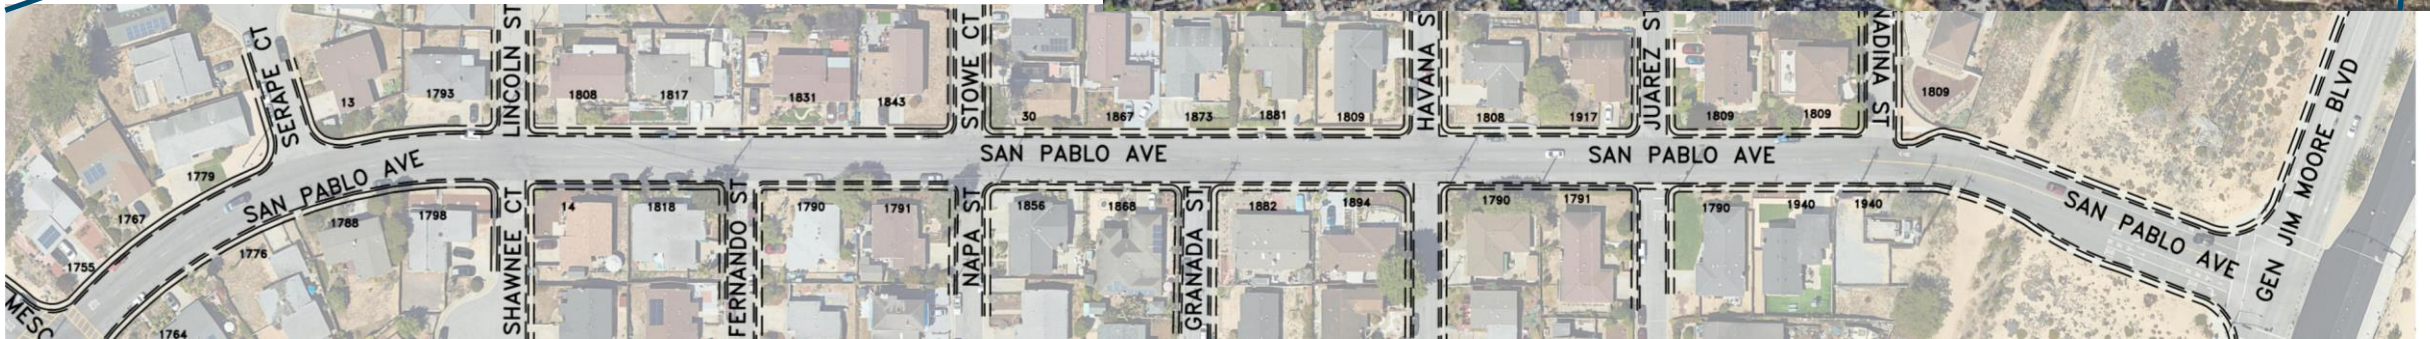 SERAPE CT
LINCOLN ST
STOWE CT
HAVANA S
JUAREZ ST
NADINA ST
GEN JIM MOORE BLVD
13
1793
1808
1817
1831
1843
30
1867
1873
1881
1809
1808
1917
1809
1809
1809
SAN PABLO AVE
SAN PABLO AVE
SAN PABLO AVE
SAN PABLO AVE
1779
1767
1755
1776
1788
1798
1764
14
1818
1790
1791
1856
1868
1882
1894
1790
1791
1790
1940
1940
MESC
SHAWNEE CT
FERNANDO ST
NAPA ST
GRANADA ST